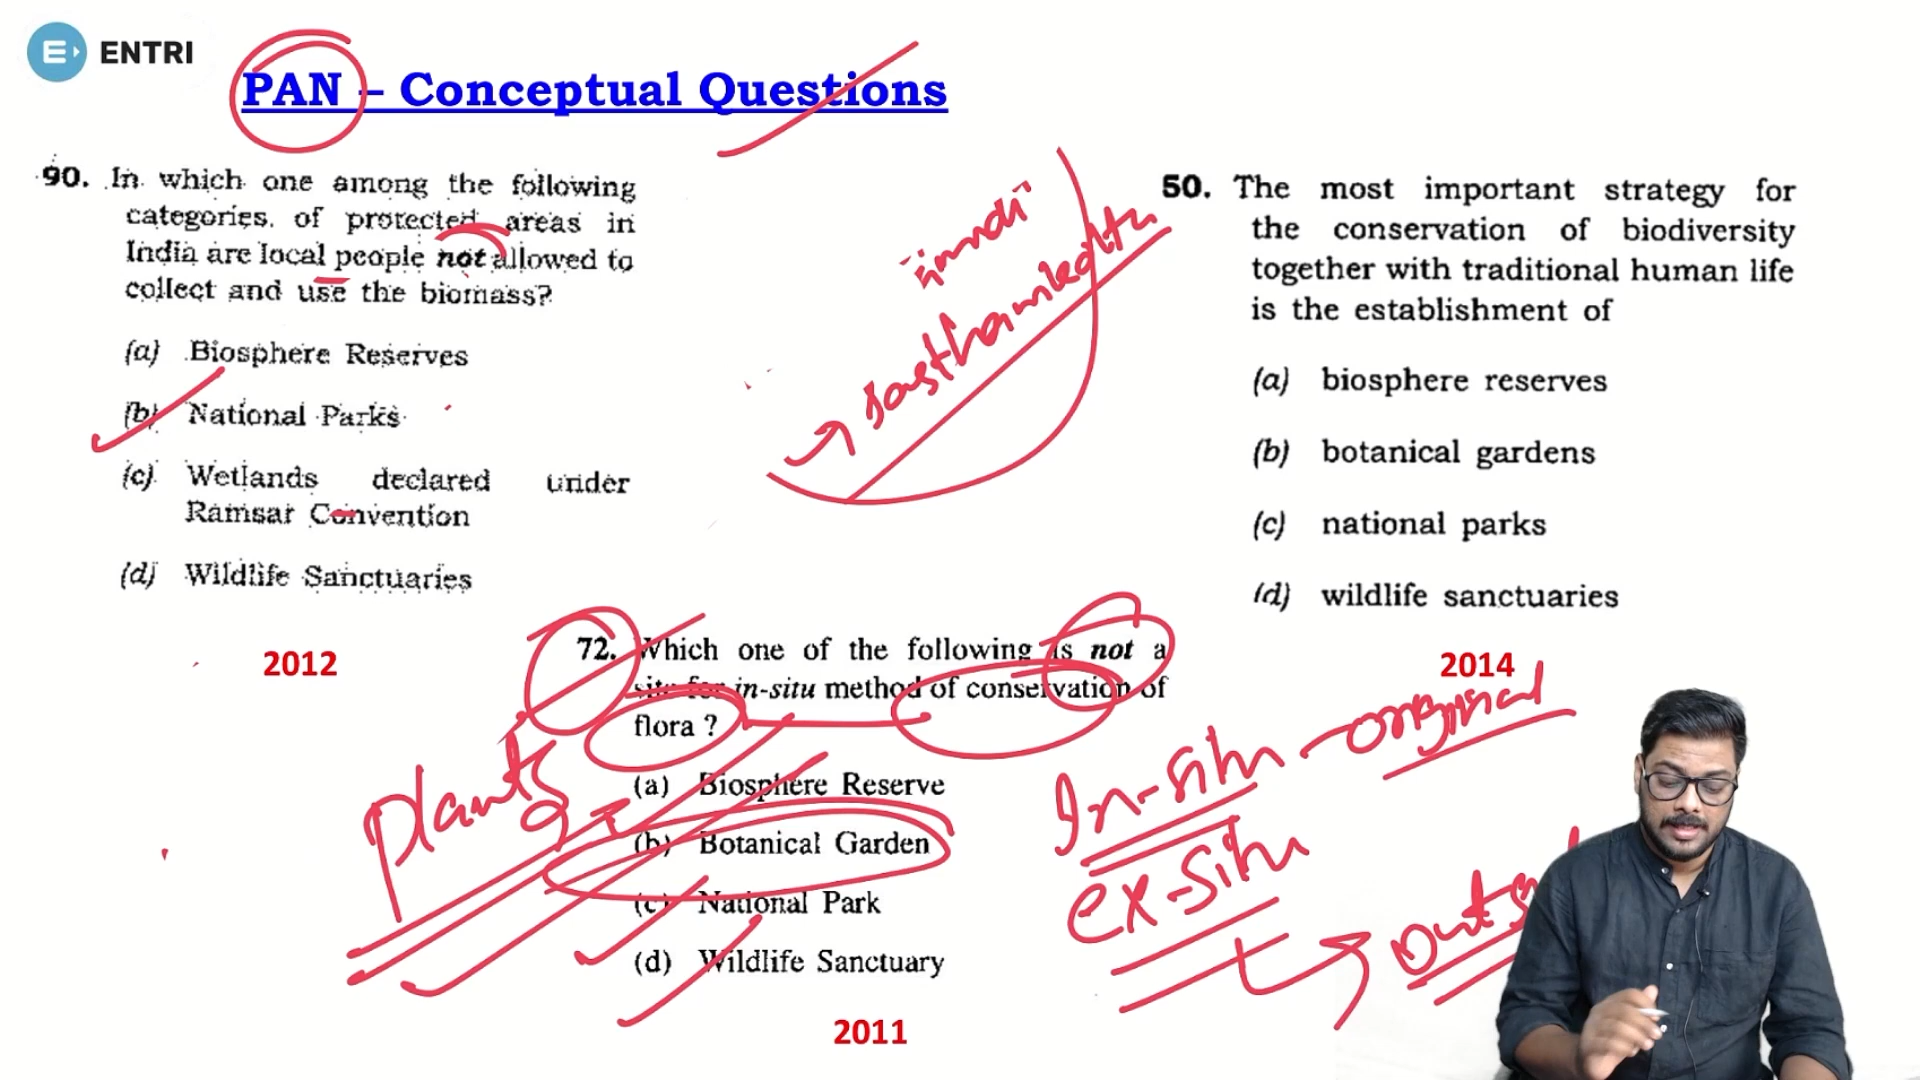 ENTRI
PAN – Conceptual Questions
90. In which one among the following
categories of protected areas in
India are local people not allowed to
collect and use the biomass?
(a) Biosphere Reserves
(b) National Parks
(c) Wetlands declared under
Ramsar Convention
(d) Wildlife Sanctuaries
2012
50. The most important strategy for
the conservation of biodiversity
together with traditional human life
is the establishment of
(a) biosphere reserves
(b) botanical gardens
(c) national parks
(d) wildlife sanctuaries
2014
72. Which one of the following is not a
site for in-situ method of conservation of
flora ?
(a) Biosphere Reserve
(b) Botanical Garden
(c) National Park
(d) Wildlife Sanctuary
2011
plants
In-situ - original
ex-situ